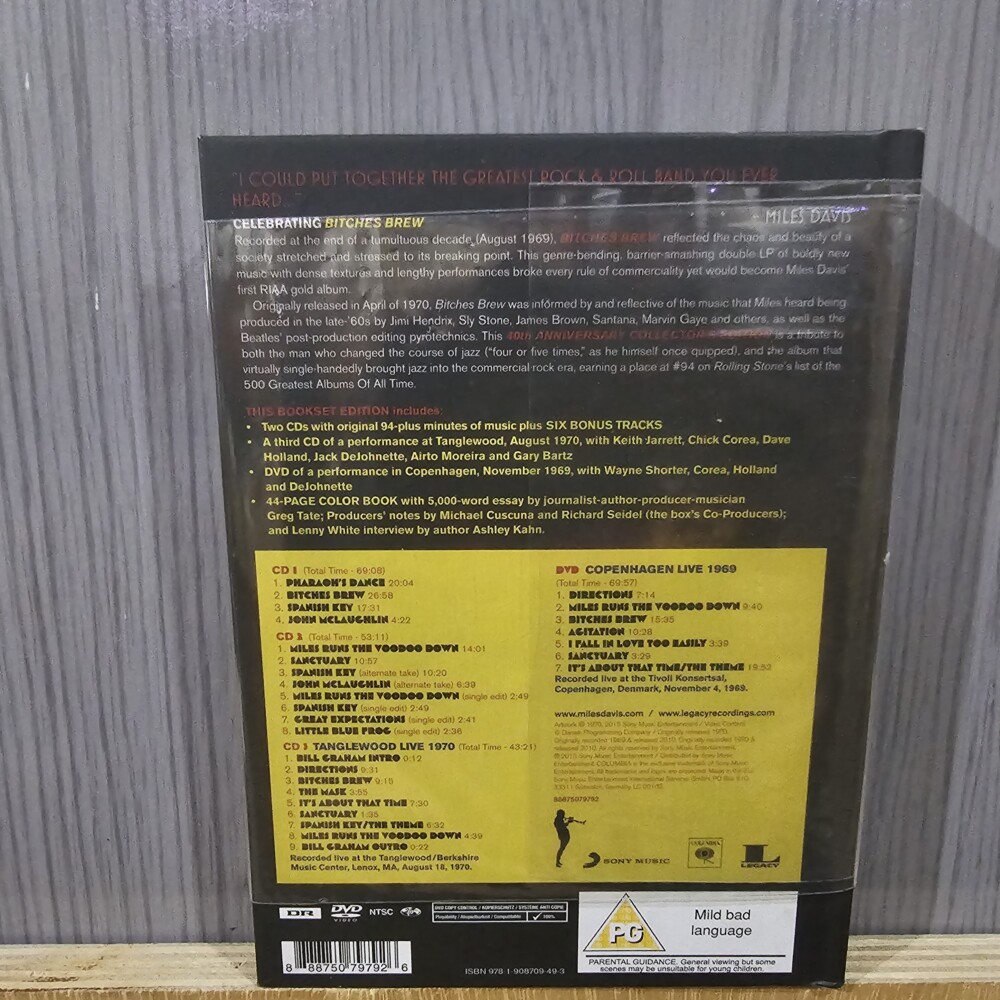 "I COULD PUT TOGETHER THE GREATEST ROCK & ROLL BAND YOU EVER
HEARD..."
- MILES DAVIS
CELEBRATING BITCHES BREW
Recorded at the end of a tumultuous decade (August 1969), BITCHES BREW reflected the chaos and beauty of a
society stretched and stressed to its breaking point. This genre-bending, barrier-smashing double LP of boldly new
music with dense textures and lengthy performances broke every rule of commerciality yet would become Miles Davis'
first RIAA gold album.
Originally released in April of 1970, Bitches Brew was informed by and reflective of the music that Miles heard being
produced in the late-'60s by Jimi Hendrix, Sly Stone, James Brown, Santana, Marvin Gaye and others, as well as the
Beatles' post-production editing pyrotechnics. This 40th ANNIVERSARY COLLECTOR'S EDITION is a tribute to
both the man who changed the course of jazz ("four or five times," as he himself once quipped), and the album that
virtually single-handedly brought jazz into the commercial rock era, earning a place at #94 on Rolling Stone's list of the
500 Greatest Albums Of All Time.
THIS BOOKSET EDITION includes:
• Two CDs with original 94-plus minutes of music plus SIX BONUS TRACKS
• A third CD of a performance at Tanglewood, August 1970, with Keith Jarrett, Chick Corea, Dave
Holland, Jack DeJohnette, Airto Moreira and Gary Bartz
• DVD of a performance in Copenhagen, November 1969, with Wayne Shorter, Corea, Holland
and DeJohnette
• 44-PAGE COLOR BOOK with 5,000-word essay by journalist-author-producer-musician
Greg Tate; Producers' notes by Michael Cuscuna and Richard Seidel (the box's Co-Producers);
and Lenny White interview by author Ashley Kahn.
CD 1 (Total Time - 69:08)
1. PHARAOH'S DANCE 20:04
2. BITCHES BREW 26:58
3. SPANISH KEY 17:31
4. JOHN MCLAUGHLIN 4:22
CD 2 (Total Time - 53:11)
1. MILES RUNS THE VOODOO DOWN 14:01
2. SANCTUARY 10:57
3. SPANISH KEY (alternate take) 10:20
4. JOHN MCLAUGHLIN (alternate take) 6:39
5. MILES RUNS THE VOODOO DOWN (single edit) 2:49
6. SPANISH KEY (single edit) 2:49
7. GREAT EXPECTATIONS (single edit) 2:41
8. LITTLE BLUE FROG (single edit) 2:36
CD 3 TANGLEWOOD LIVE 1970 (Total Time - 43:21)
1. BILL GRAHAM INTRO 0:12
2. DIRECTIONS 9:31
3. BITCHES BREW 9:15
4. THE MASK 3:55
5. IT'S ABOUT THAT TIME 7:30
6. SANCTUARY 1:35
7. SPANISH KEY/THE THEME 6:32
8. MILES RUNS THE VOODOO DOWN 4:39
9. BILL GRAHAM OUTRO 0:22
Recorded live at the Tanglewood/Berkshire
Music Center, Lenox, MA, August 18, 1970.
DVD COPENHAGEN LIVE 1969
(Total Time - 69:57)
1. DIRECTIONS 7:14
2. MILES RUNS THE VOODOO DOWN 9:40
3. BITCHES BREW 15:35
4. AGITATION 10:28
5. I FALL IN LOVE TOO EASILY 3:39
6. SANCTUARY 3:29
7. IT'S ABOUT THAT TIME/THE THEME 19:52
Recorded live at the Tivoli Konsertsal,
Copenhagen, Denmark, November 4, 1969.
www.milesdavis.com / www.legacyrecordings.com
88875079792
SONY MUSIC
COLUMBIA
LEGACY
DR
DVD VIDEO
NTSC
DVD COPY CONTROL / KOPIERSCHUTZ / SYSTÈME ANTI-COPIE
100%
PG
Mild bad
language
PARENTAL GUIDANCE. General viewing but some
scenes may be unsuitable for young children.
8 88750 79792 6
ISBN 978-1-908709-49-3